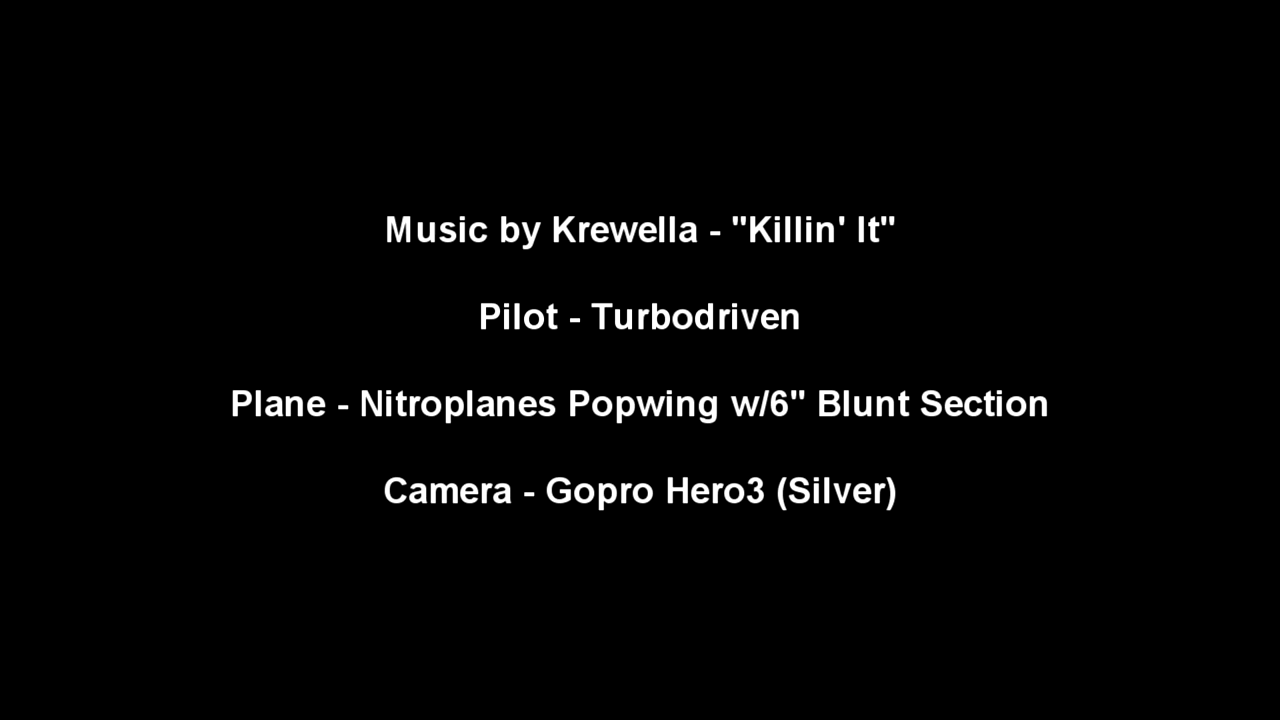 Music by Krewella - "Killin' It"
Pilot - Turbodriven
Plane - Nitroplanes Popwing w/6" Blunt Section
Camera - Gopro Hero3 (Silver)